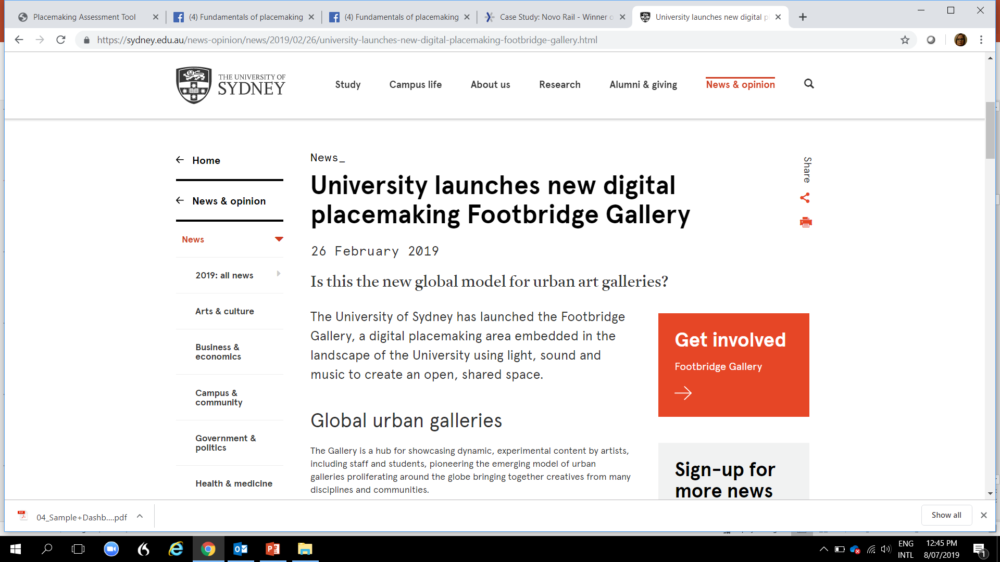 Placemaking Assessment Tool
(4) Fundamentals of placemaking
(4) Fundamentals of placemaking
Case Study: Novo Rail - Winner o
University launches new digital p
https://sydney.edu.au/news-opinion/news/2019/02/26/university-launches-new-digital-placemaking-footbridge-gallery.html
THE UNIVERSITY OF
SYDNEY
Study
Campus life
About us
Research
Alumni & giving
News & opinion
Home
News & opinion
News
2019: all news
Arts & culture
Business &
economics
Campus &
community
Government &
politics
Health & medicine
News_
University launches new digital
placemaking Footbridge Gallery
26 February 2019
Is this the new global model for urban art galleries?
The University of Sydney has launched the Footbridge
Gallery, a digital placemaking area embedded in the
landscape of the University using light, sound and
music to create an open, shared space.
Global urban galleries
The Gallery is a hub for showcasing dynamic, experimental content by artists,
including staff and students, pioneering the emerging model of urban
galleries proliferating around the globe bringing together creatives from many
disciplines and communities.
Share
Get involved
Footbridge Gallery
Sign-up for
more news
04_Sample+Dashb....pdf
Show all
ENG
INTL
12:45 PM
8/07/2019
1